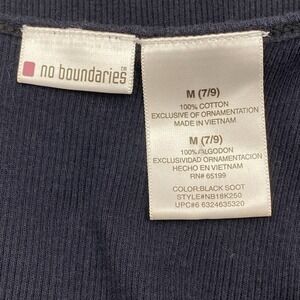 no boundaries™
M (7/9)
100% COTTON
EXCLUSIVE OF ORNAMENTATION
MADE IN VIETNAM
M (7/9)
100% ALGODON
EXCLUSIVIDAD ORNAMENTACION
HECHO EN VIETNAM
RN# 65199
COLOR:BLACK SOOT
STYLE#NB18K250
UPC#6 6324635320